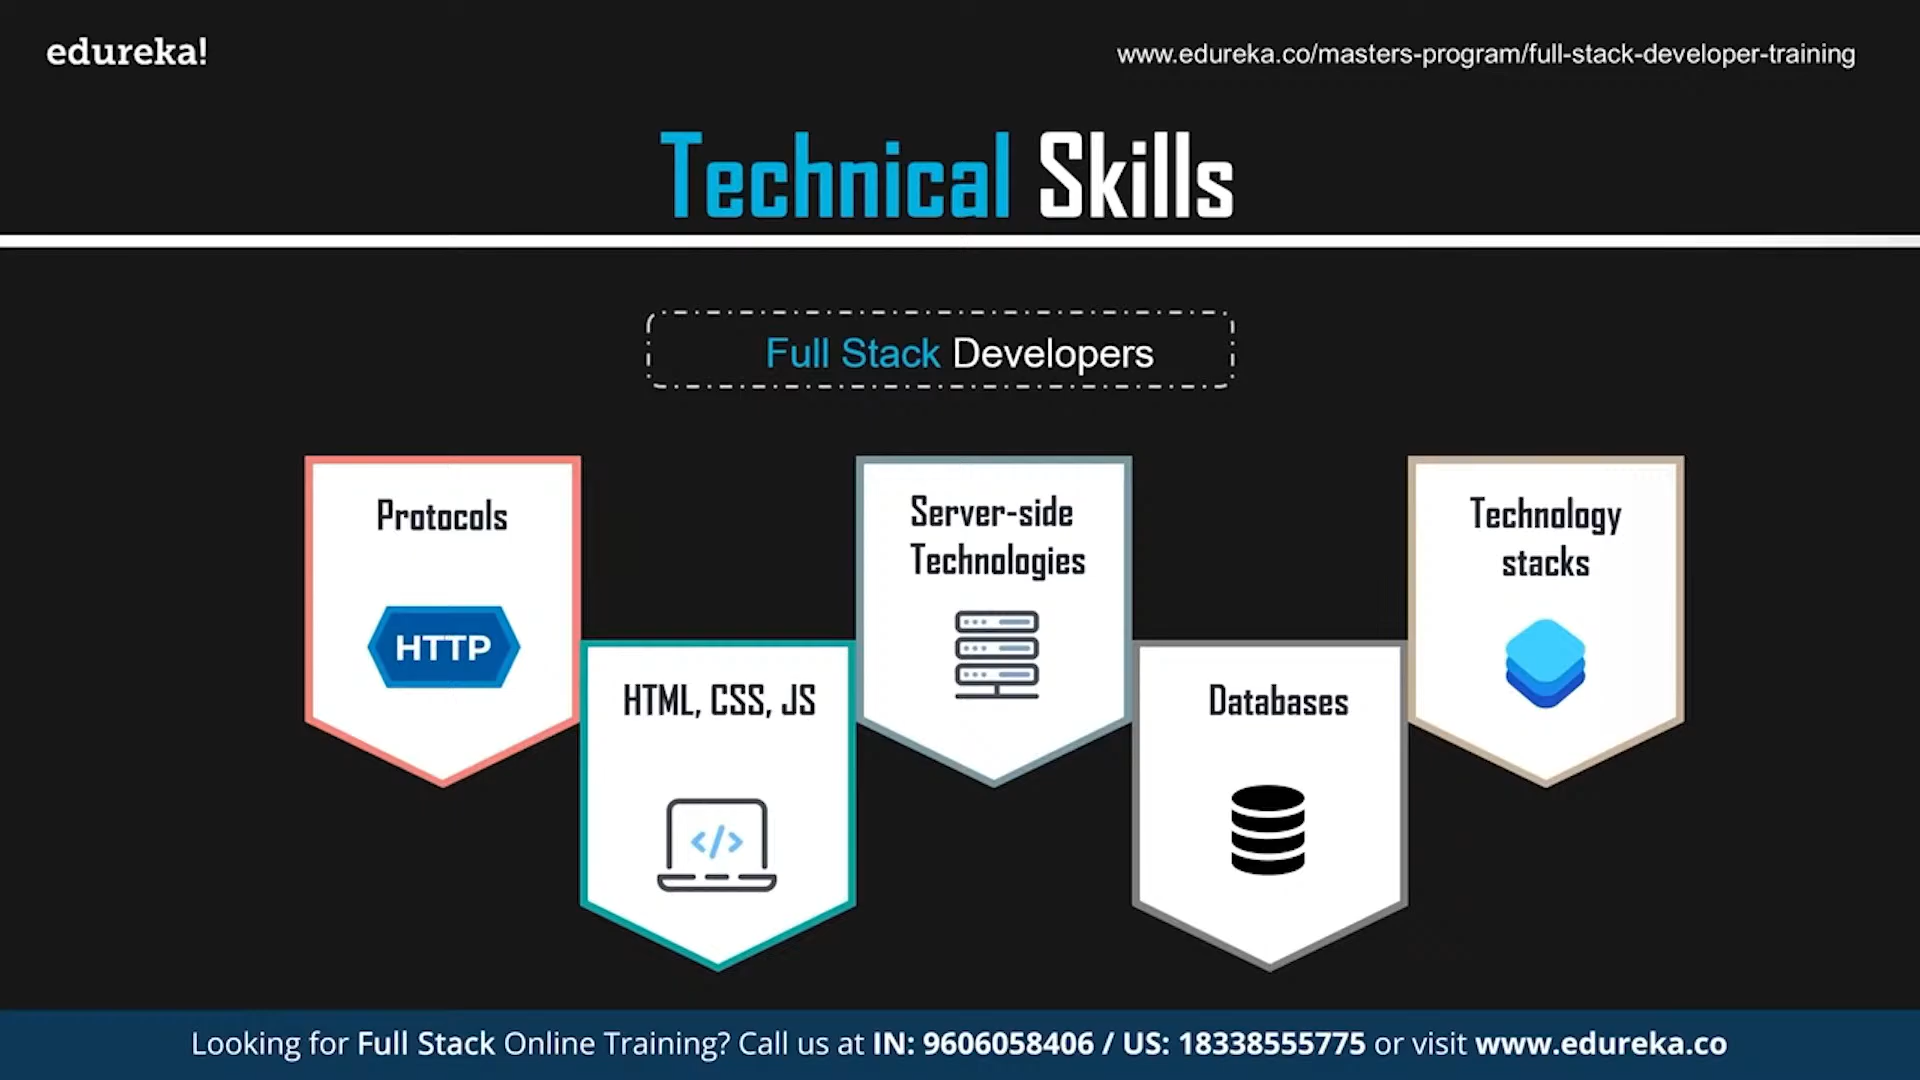 edureka!
www.edureka.co/masters-program/full-stack-developer-training
Technical Skills
Full Stack Developers
Protocols
HTTP
HTML, CSS, JS
</>
Server-side
Technologies
Databases
Technology
stacks
Looking for Full Stack Online Training? Call us at IN: 9606058406 / US: 18338555775 or visit www.edureka.co